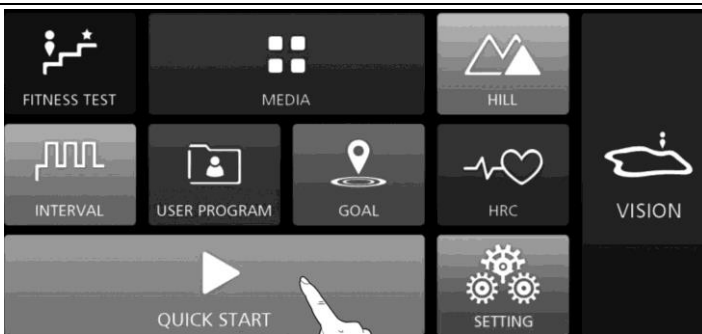 FITNESS TEST
MEDIA
HILL
INTERVAL
USER PROGRAM
GOAL
HRC
VISION
QUICK START
SETTING